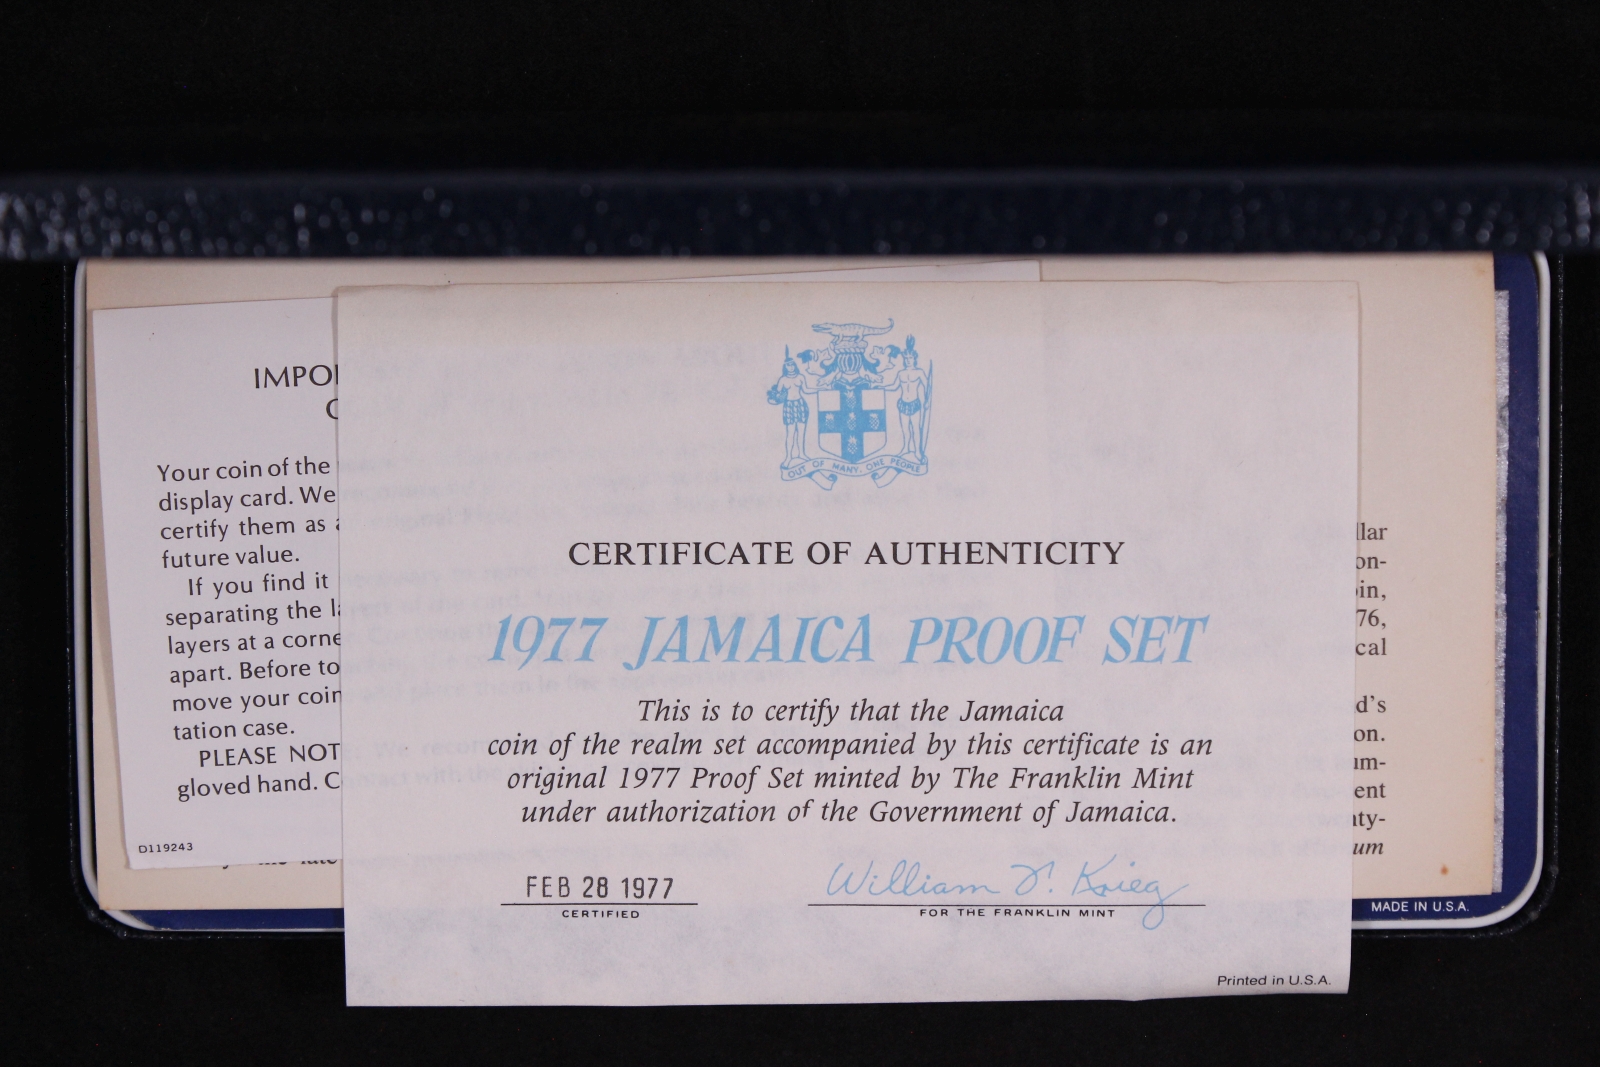 IMPO
C
Your coin of the
display card. We
certify them as a
future value.
If you find it
separating the la
layers at a corne
apart. Before to
move your coin
tation case.
PLEASE NOT
gloved hand. C
D119243
OUT OF MANY, ONE PEOPLE
CERTIFICATE OF AUTHENTICITY
1977 JAMAICA PROOF SET
This is to certify that the Jamaica
coin of the realm set accompanied by this certificate is an
original 1977 Proof Set minted by The Franklin Mint
under authorization of the Government of Jamaica.
FEB 28 1977
CERTIFIED
William F. Krieg
FOR THE FRANKLIN MINT
Printed in U.S.A.
llar
on-
oin,
76,
cal
d's
on.
um-
ent
nty-
um
MADE IN U.S.A.